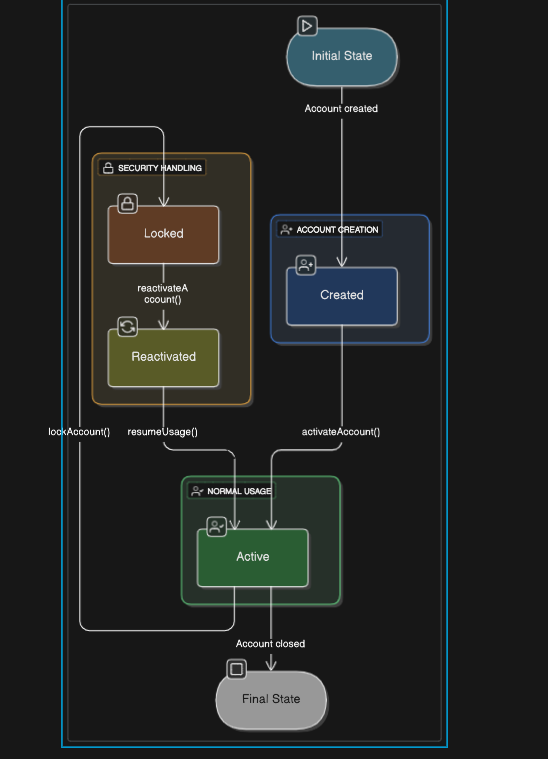 Initial State
Account created
SECURITY HANDLING
Locked
ACCOUNT CREATION
Created
reactivateA
ccount()
Reactivated
lockAccount()
resumeUsage()
activateAccount()
NORMAL USAGE
Active
Account closed
Final State